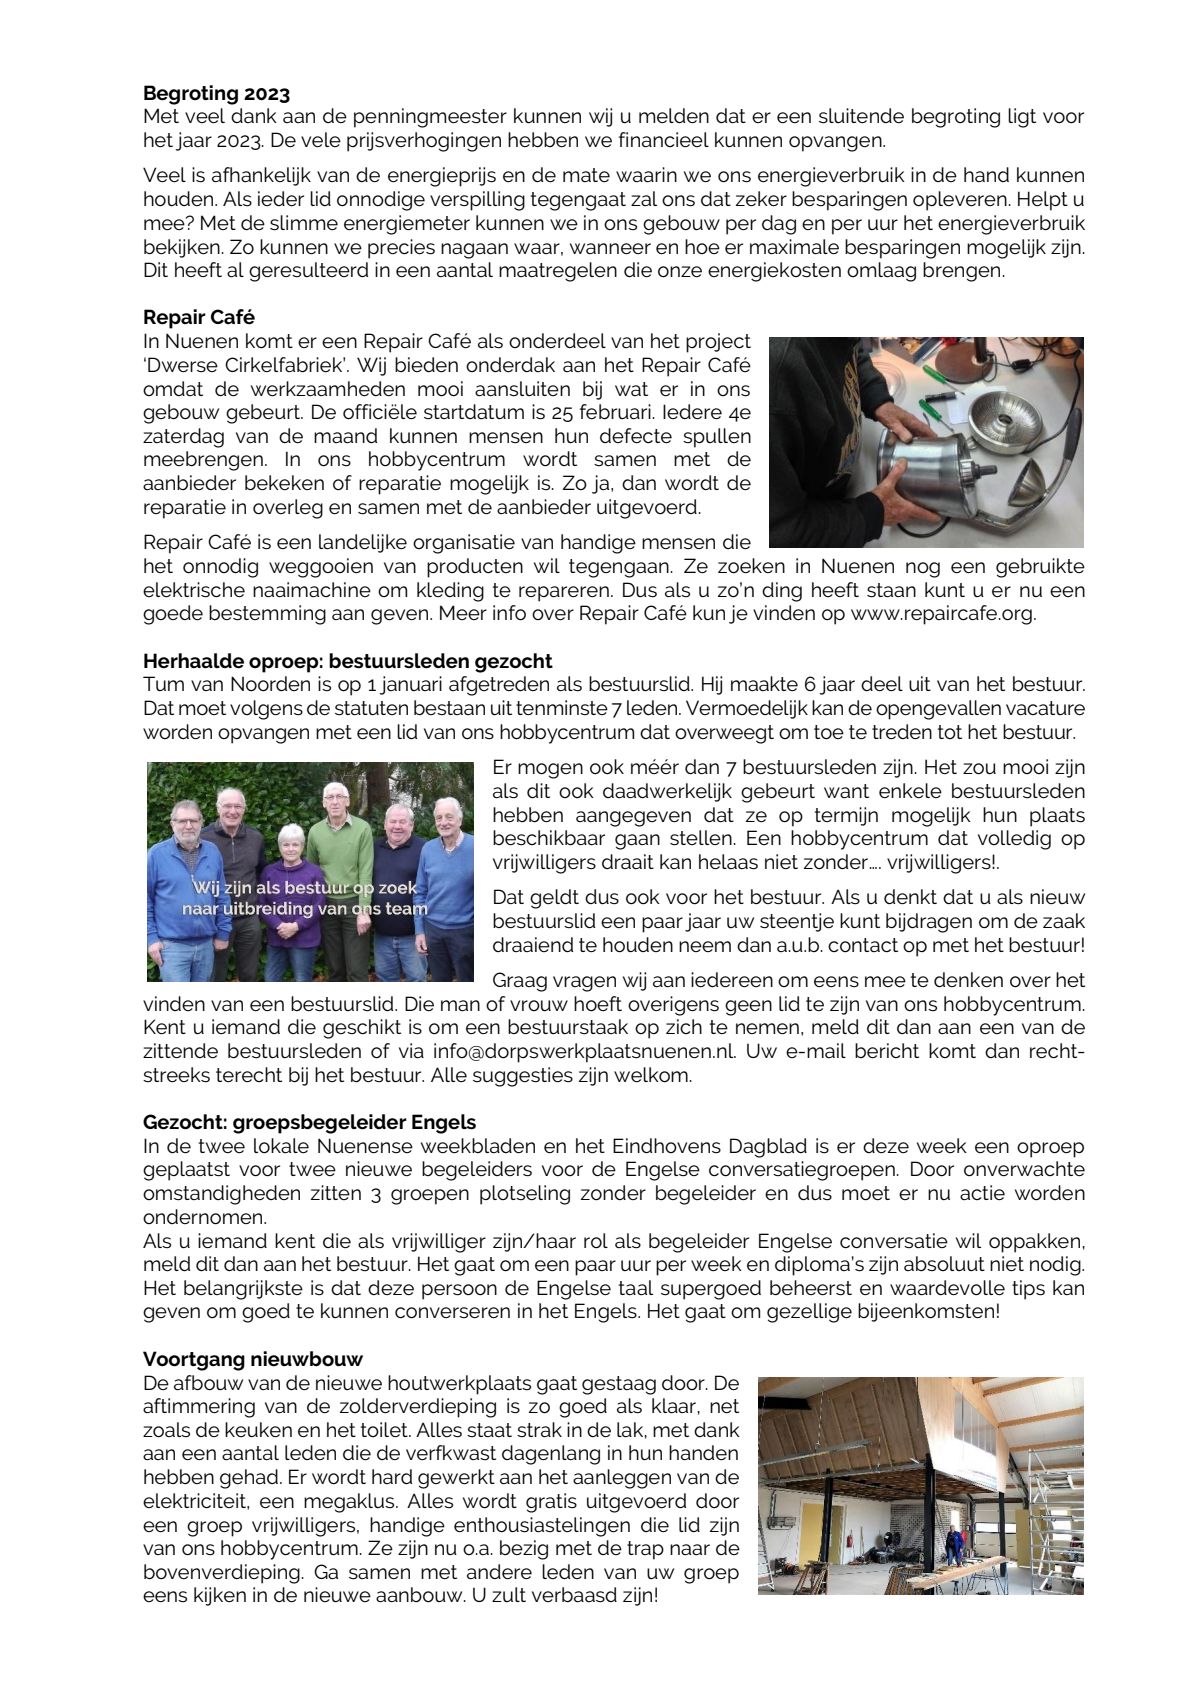 Begroting 2023
Met veel dank aan de penningmeester kunnen wij u melden dat er een sluitende begroting ligt voor
het jaar 2023. De vele prijsverhogingen hebben we financieel kunnen opvangen.
Veel is afhankelijk van de energieprijs en de mate waarin we ons energieverbruik in de hand kunnen
houden. Als ieder lid onnodige verspilling tegengaat zal ons dat zeker besparingen opleveren. Helpt u
mee? Met de slimme energiemeter kunnen we in ons gebouw per dag en per uur het energieverbruik
bekijken. Zo kunnen we precies nagaan waar, wanneer en hoe er maximale besparingen mogelijk zijn.
Dit heeft al geresulteerd in een aantal maatregelen die onze energiekosten omlaag brengen.
Repair Café
In Nuenen komt er een Repair Café als onderdeel van het project
‘Dwerse Cirkelfabriek’. Wij bieden onderdak aan het Repair Café
omdat de werkzaamheden mooi aansluiten bij wat er in ons
gebouw gebeurt. De officiële startdatum is 25 februari. Iedere 4e
zaterdag van de maand kunnen mensen hun defecte spullen
meebrengen. In ons hobbycentrum wordt samen met de
aanbieder bekeken of reparatie mogelijk is. Zo ja, dan wordt de
reparatie in overleg en samen met de aanbieder uitgevoerd.
Repair Café is een landelijke organisatie van handige mensen die
het onnodig weggooien van producten wil tegengaan. Ze zoeken in Nuenen nog een gebruikte
elektrische naaimachine om kleding te repareren. Dus als u zo’n ding heeft staan kunt u er nu een
goede bestemming aan geven. Meer info over Repair Café kun je vinden op www.repaircafe.org.
Herhaalde oproep: bestuursleden gezocht
Tum van Noorden is op 1 januari afgetreden als bestuurslid. Hij maakte 6 jaar deel uit van het bestuur.
Dat moet volgens de statuten bestaan uit tenminste 7 leden. Vermoedelijk kan de opengevallen vacature
worden opvangen met een lid van ons hobbycentrum dat overweegt om toe te treden tot het bestuur.
Er mogen ook méér dan 7 bestuursleden zijn. Het zou mooi zijn
als dit ook daadwerkelijk gebeurt want enkele bestuursleden
hebben aangegeven dat ze op termijn mogelijk hun plaats
beschikbaar gaan stellen. Een hobbycentrum dat volledig op
vrijwilligers draait kan helaas niet zonder…. vrijwilligers!.
Wij zijn als bestuur op zoek
naar uitbreiding van ons team
Dat geldt dus ook voor het bestuur. Als u denkt dat u als nieuw
bestuurslid een paar jaar uw steentje kunt bijdragen om de zaak
draaiend te houden neem dan a.u.b. contact op met het bestuur!
Graag vragen wij aan iedereen om eens mee te denken over het
vinden van een bestuurslid. Die man of vrouw hoeft overigens geen lid te zijn van ons hobbycentrum.
Kent u iemand die geschikt is om een bestuurstaak op zich te nemen, meld dit dan aan een van de
zittende bestuursleden of via info@dorpswerkplaatsnuenen.nl. Uw e-mail bericht komt dan recht-
streeks terecht bij het bestuur. Alle suggesties zijn welkom.
Gezocht: groepsbegeleider Engels
In de twee lokale Nuenense weekbladen en het Eindhovens Dagblad is er deze week een oproep
geplaatst voor twee nieuwe begeleiders voor de Engelse conversatiegroepen. Door onverwachte
omstandigheden zitten 3 groepen plotseling zonder begeleider en dus moet er nu actie worden
ondernomen.
Als u iemand kent die als vrijwilliger zijn/haar rol als begeleider Engelse conversatie wil oppakken,
meld dit dan aan het bestuur. Het gaat om een paar uur per week en diploma’s zijn absoluut niet nodig.
Het belangrijkste is dat deze persoon de Engelse taal supergoed beheerst en waardevolle tips kan
geven om goed te kunnen converseren in het Engels. Het gaat om gezellige bijeenkomsten!
Voortgang nieuwbouw
De afbouw van de nieuwe houtwerkplaats gaat gestaag door. De
aftimmering van de zolderverdieping is zo goed als klaar, net
zoals de keuken en het toilet. Alles staat strak in de lak, met dank
aan een aantal leden die de verfkwast dagenlang in hun handen
hebben gehad. Er wordt hard gewerkt aan het aanleggen van de
elektriciteit, een megaklus. Alles wordt gratis uitgevoerd door
een groep vrijwilligers, handige enthousiastelingen die lid zijn
van ons hobbycentrum. Ze zijn nu o.a. bezig met de trap naar de
bovenverdieping. Ga samen met andere leden van uw groep
eens kijken in de nieuwe aanbouw. U zult verbaasd zijn!